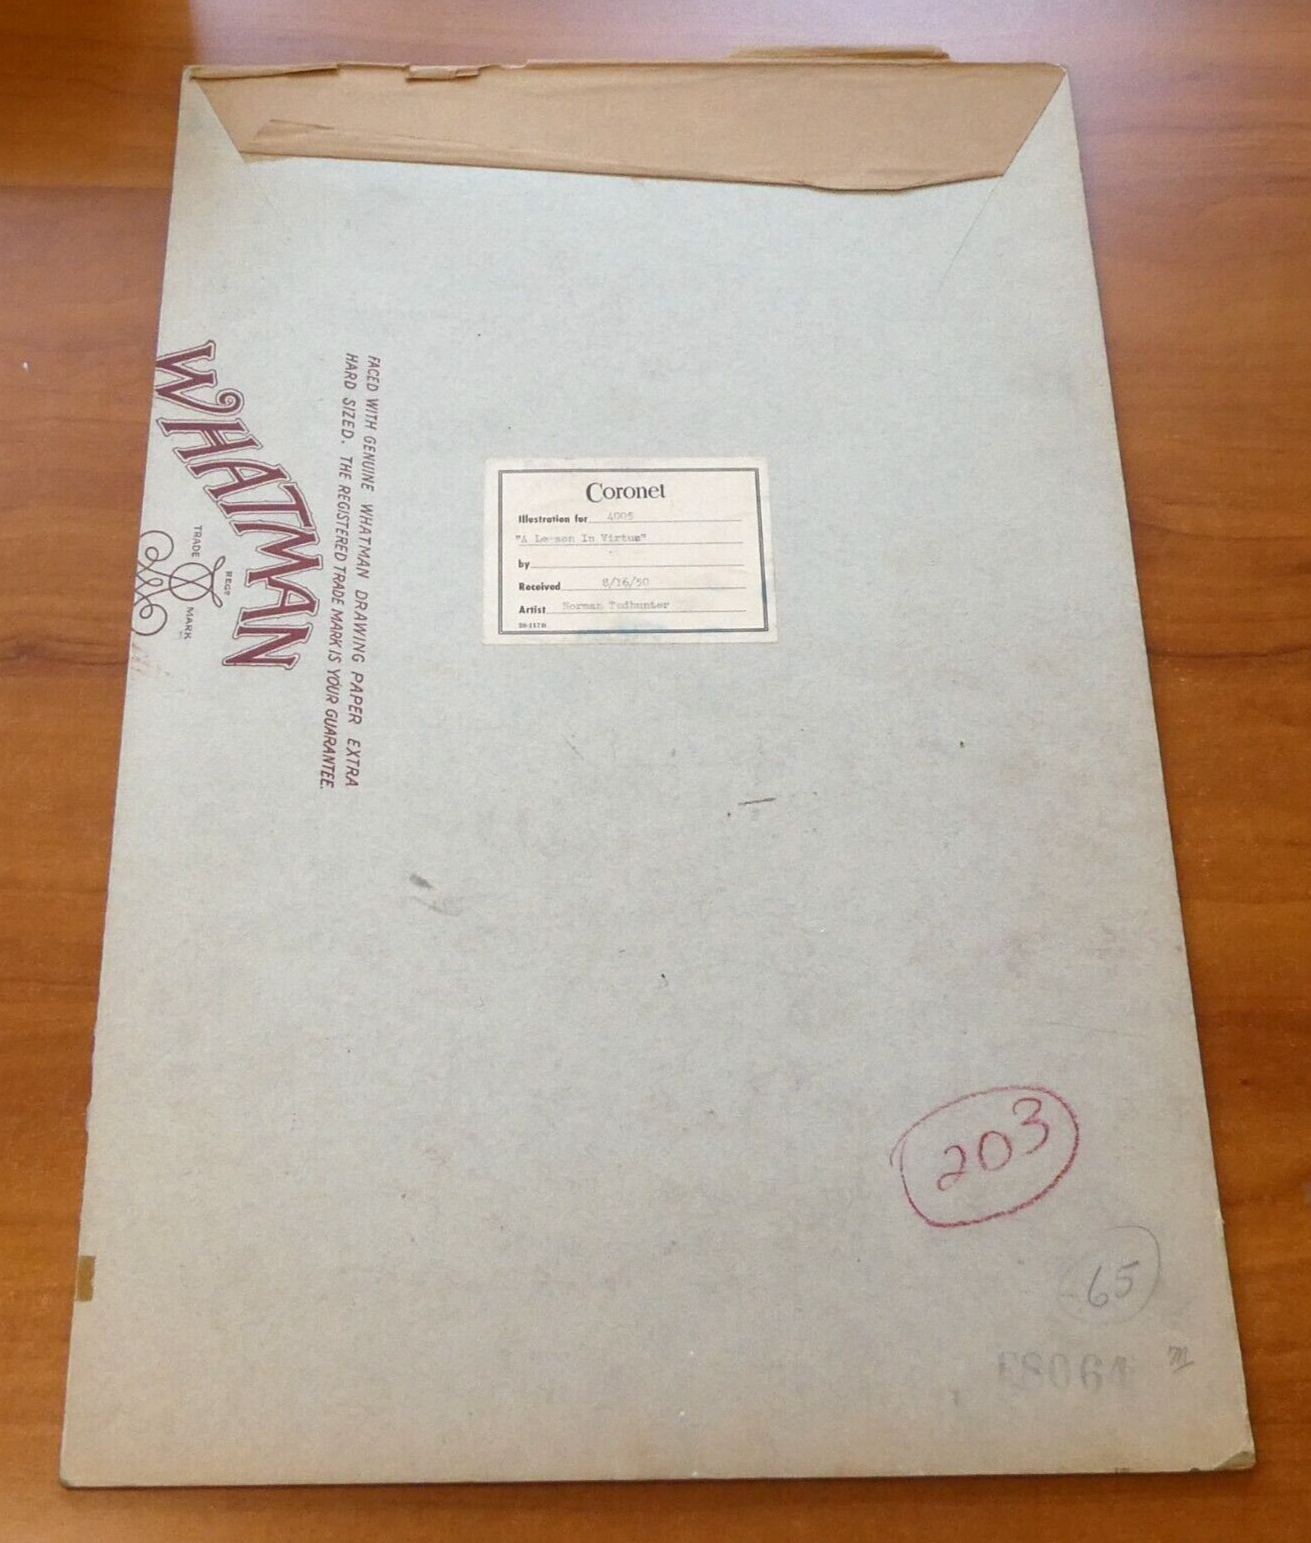 WHATMAN
TRADE MARK
REGD
FACED WITH GENUINE WHATMAN DRAWING PAPER EXTRA
HARD SIZED. THE REGISTERED TRADE MARK IS YOUR GUARANTEE.
Coronet
Illustration for 4005
"A Lesson In Virtue"
by
Received 8/16/50
Artist Norman Todhunter
203
65
E8064